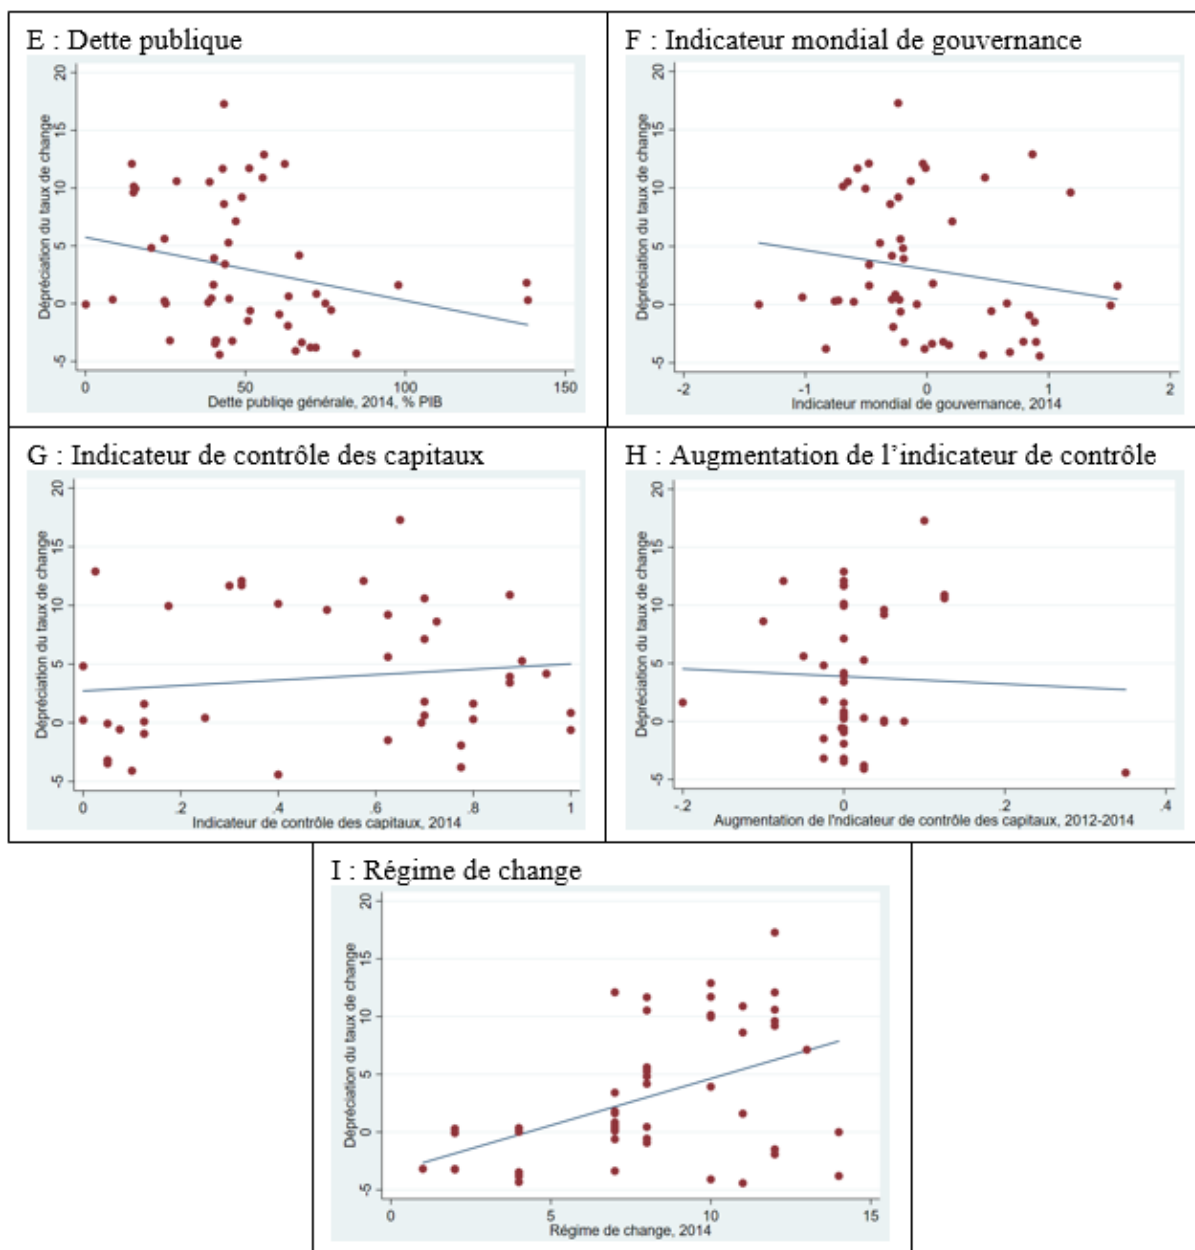 E : Dette publique
Dépréciation du taux de change
20
15
10
5
0
-5
0 50 100 150
Dette publiqe générale, 2014, % PIB
F : Indicateur mondial de gouvernance
Dépréciation du taux de change
20
15
10
5
0
-5
-2 -1 0 1 2
Indicateur mondial de gouvernance, 2014
G : Indicateur de contrôle des capitaux
Dépréciation du taux de change
20
15
10
5
0
-5
0 .2 .4 .6 .8 1
Indicateur de contrôle des capitaux, 2014
H : Augmentation de l’indicateur de contrôle
Dépréciation du taux de change
20
15
10
5
0
-5
-.2 0 .2 .4
Augmentation de l'ndicateur de contrôle des capitaux, 2012-2014
I : Régime de change
Dépréciation du taux de change
20
15
10
5
0
-5
0 5 10 15
Régime de change, 2014